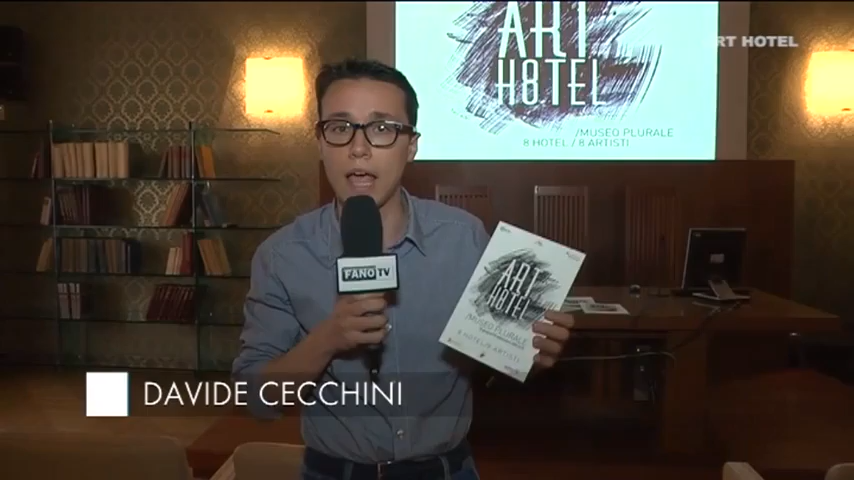 ART HOTEL
ART
H8TEL
/MUSEO PLURALE
8 HOTEL / 8 ARTISTI
FANO TV
ART
H8TEL
/MUSEO PLURALE
8 HOTEL/8 ARTISTI
DAVIDE CECCHINI